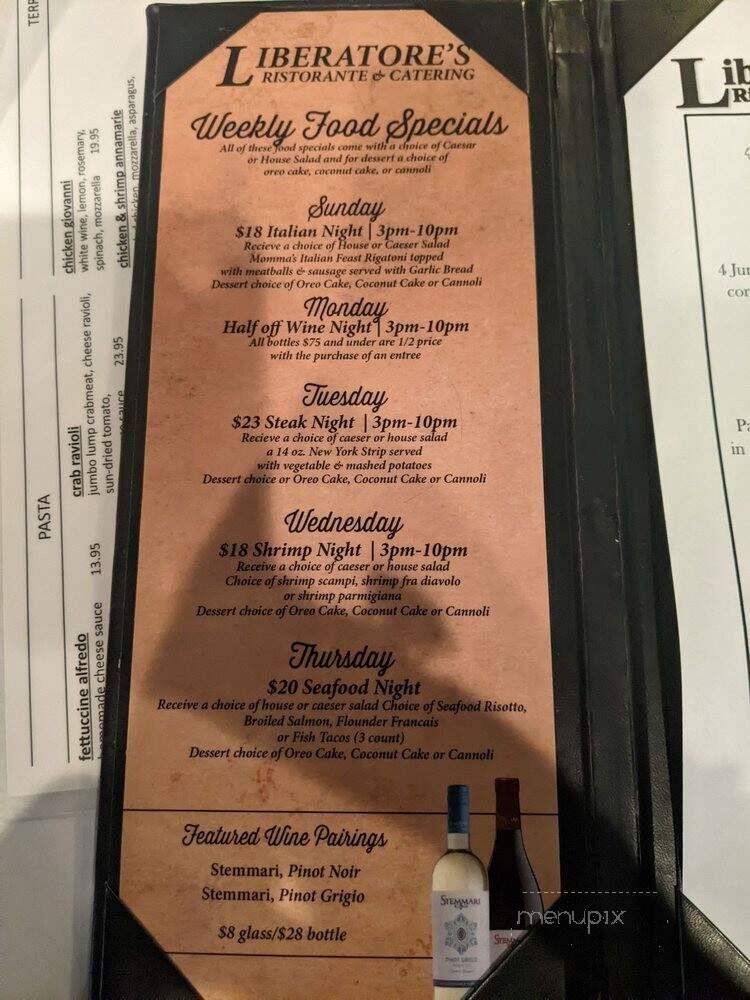 LIBERATORE'S
RISTORANTE & CATERING
Weekly Food Specials
All of these food specials come with a choice of Caesar
or House Salad and for dessert a choice of
oreo cake, coconut cake, or cannoli
Sunday
$18 Italian Night | 3pm-10pm
Recieve a choice of House or Caeser Salad
Momma's Italian Feast Rigatoni topped
with meatballs & sausage served with Garlic Bread
Dessert choice of Oreo Cake, Coconut Cake or Cannoli
Monday
Half off Wine Night | 3pm-10pm
All bottles $75 and under are 1/2 price
with the purchase of an entree
Tuesday
$23 Steak Night | 3pm-10pm
Recieve a choice of caeser or house salad
a 14 oz. New York Strip served
with vegetable & mashed potatoes
Dessert choice or Oreo Cake, Coconut Cake or Cannoli
Wednesday
$18 Shrimp Night | 3pm-10pm
Receive a choice of caeser or house salad
Choice of shrimp scampi, shrimp fra diavolo
or shrimp parmigiana
Dessert choice of Oreo Cake, Coconut Cake or Cannoli
Thursday
$20 Seafood Night
Receive a choice of house or caeser salad Choice of Seafood Risotto,
Broiled Salmon, Flounder Francais
or Fish Tacos (3 count)
Dessert choice of Oreo Cake, Coconut Cake or Cannoli
Featured Wine Pairings
Stemmari, Pinot Noir
Stemmari, Pinot Grigio
$8 glass/$28 bottle
STEMMARI
PINOT GRIGIO
menupix
PASTA
fettuccine alfredo
homemade cheese sauce 13.95
crab ravioli
jumbo lump crabmeat, cheese ravioli,
sun-dried tomato,
sauce 23.95
chicken giovanni
white wine, lemon, rosemary,
spinach, mozzarella 19.95
chicken & shrimp annamarie
chicken, mozzarella, asparagus,
4 Jun
in